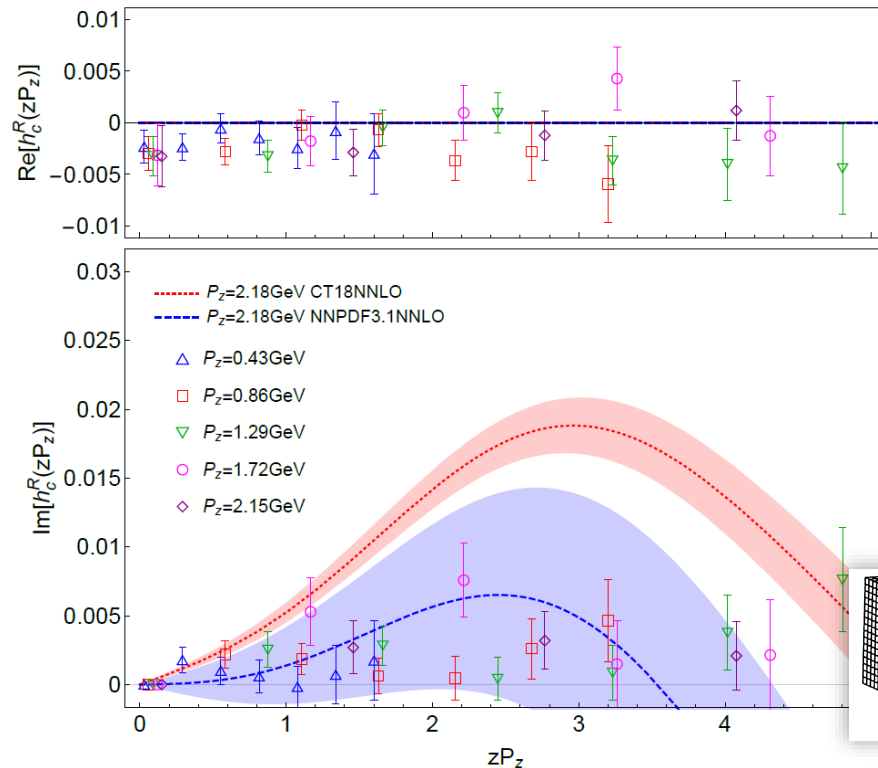 0.01
0.005
0
−0.005
−0.01
Re[h_c^R(zP_z)]
0.03
0.025
0.02
0.015
0.01
0.005
0
Im[h_c^R(zP_z)]
P_z=2.18GeV CT18NNLO
P_z=2.18GeV NNPDF3.1NNLO
P_z=0.43GeV
P_z=0.86GeV
P_z=1.29GeV
P_z=1.72GeV
P_z=2.15GeV
0 1 2 3 4
zP_z